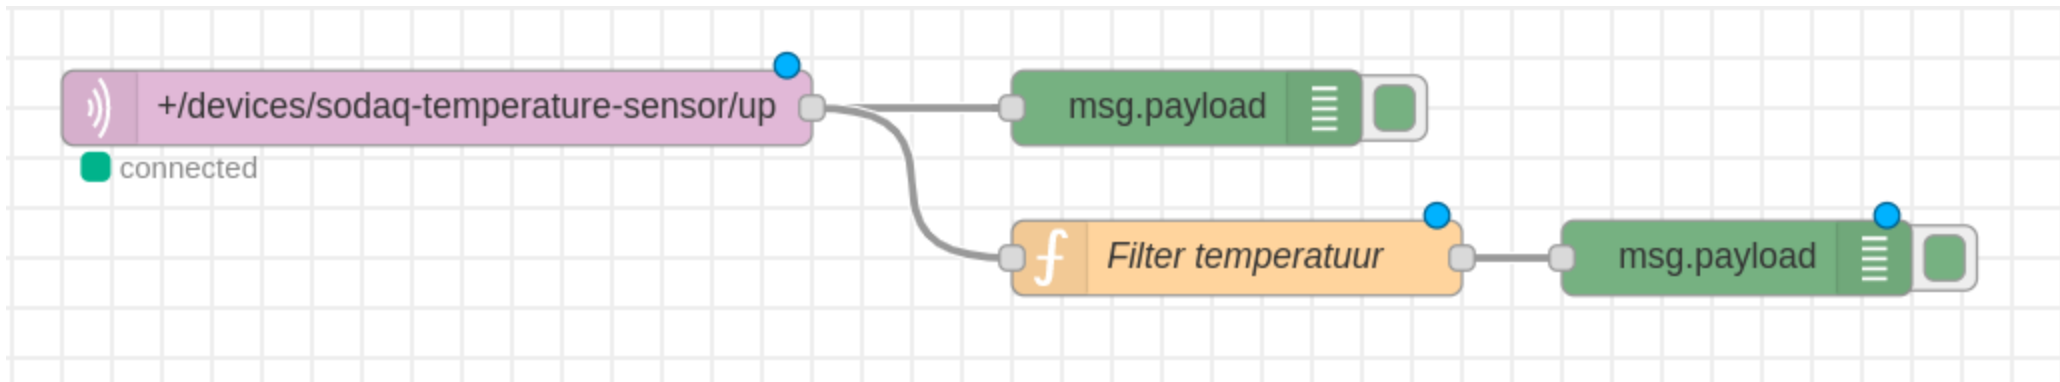 +/devices/sodaq-temperature-sensor/up
msg.payload
connected
Filter temperatuur
msg.payload